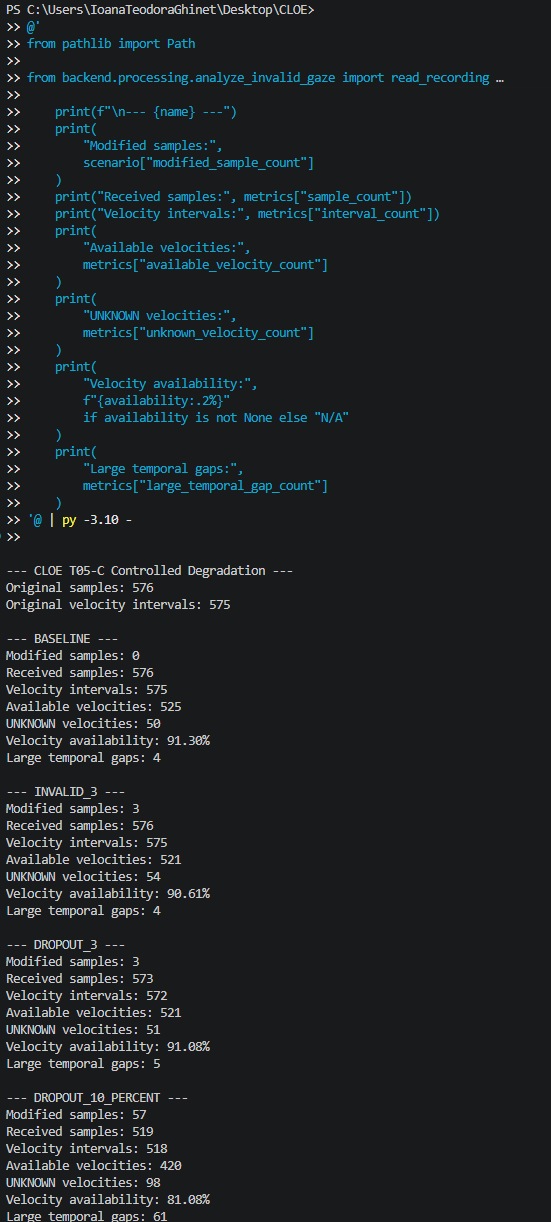 PS C:\Users\IoanaTeodoraGhinet\Desktop\CLOE>
>> @'
>> from pathlib import Path
>>
>> from backend.processing.analyze_invalid_gaze import read_recording …
>>
>>     print(f"\n--- {name} ---")
>>     print(
>>         "Modified samples:",
>>         scenario["modified_sample_count"]
>>     )
>>     print("Received samples:", metrics["sample_count"])
>>     print("Velocity intervals:", metrics["interval_count"])
>>     print(
>>         "Available velocities:",
>>         metrics["available_velocity_count"]
>>     )
>>     print(
>>         "UNKNOWN velocities:",
>>         metrics["unknown_velocity_count"]
>>     )
>>     print(
>>         "Velocity availability:",
>>         f"{availability:.2%}"
>>         if availability is not None else "N/A"
>>     )
>>     print(
>>         "Large temporal gaps:",
>>         metrics["large_temporal_gap_count"]
>>     )
>> '@ | py -3.10 -
>>

--- CLOE T05-C Controlled Degradation ---
Original samples: 576
Original velocity intervals: 575

--- BASELINE ---
Modified samples: 0
Received samples: 576
Velocity intervals: 575
Available velocities: 525
UNKNOWN velocities: 50
Velocity availability: 91.30%
Large temporal gaps: 4

--- INVALID_3 ---
Modified samples: 3
Received samples: 576
Velocity intervals: 575
Available velocities: 521
UNKNOWN velocities: 54
Velocity availability: 90.61%
Large temporal gaps: 4

--- DROPOUT_3 ---
Modified samples: 3
Received samples: 573
Velocity intervals: 572
Available velocities: 521
UNKNOWN velocities: 51
Velocity availability: 91.08%
Large temporal gaps: 5

--- DROPOUT_10_PERCENT ---
Modified samples: 57
Received samples: 519
Velocity intervals: 518
Available velocities: 420
UNKNOWN velocities: 98
Velocity availability: 81.08%
Large temporal gaps: 61